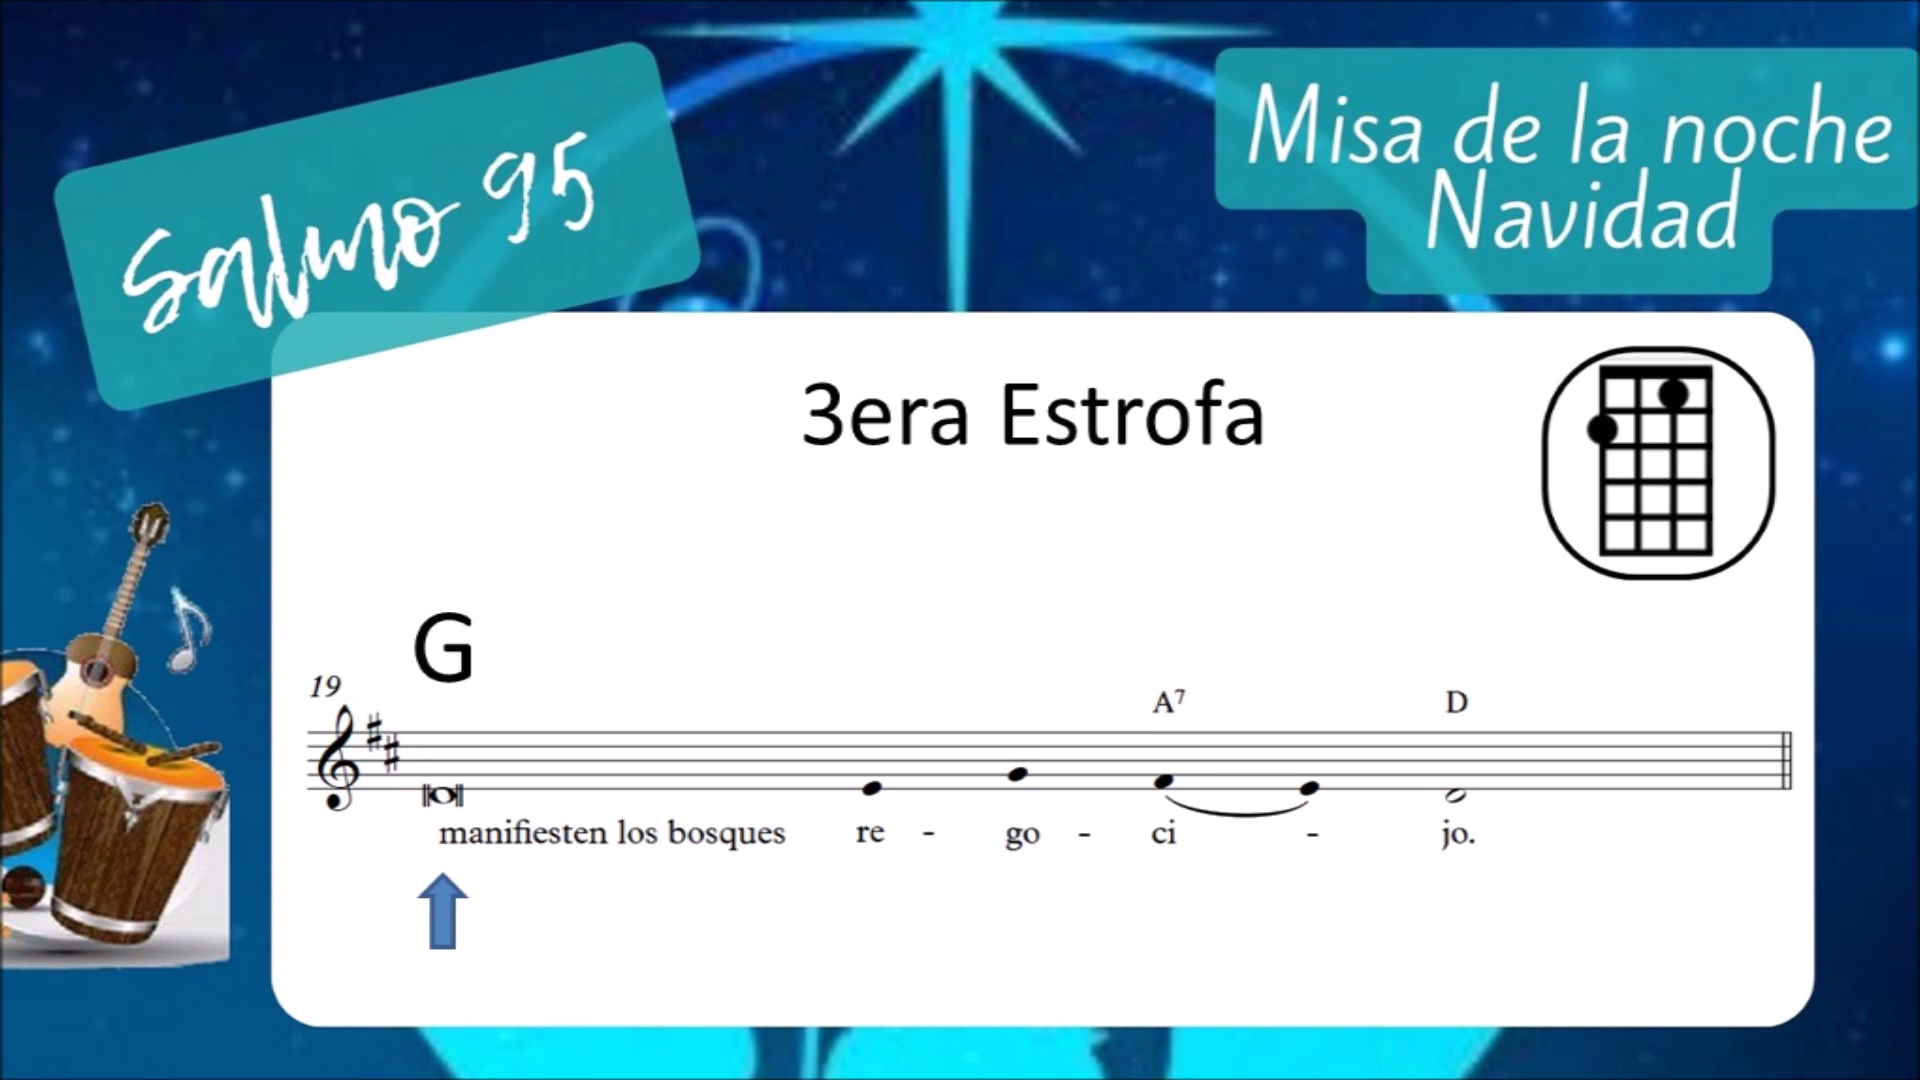 Salmo 95
Misa de la noche
Navidad
3era Estrofa
G
19
A7 D
manifiesten los bosques re - go - ci - jo.